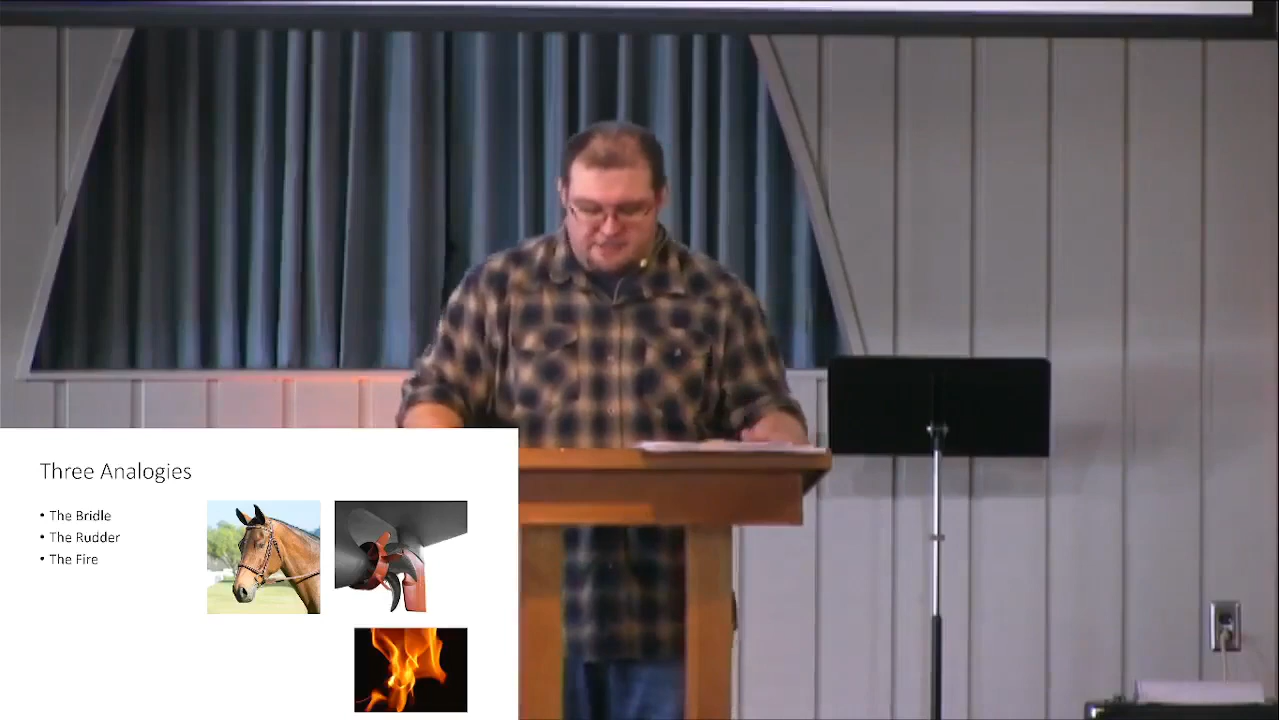 Three Analogies
• The Bridle
• The Rudder
• The Fire